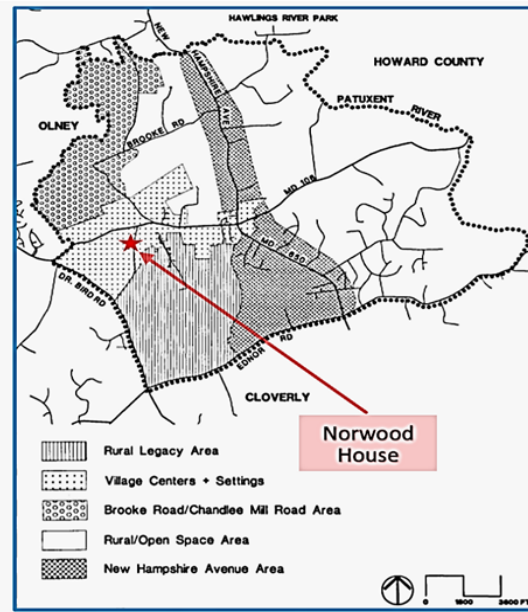 HAWLINGS RIVER PARK
NEW
HAMPSHIRE
AVE
HOWARD COUNTY
PATUXENT
RIVER
OLNEY
BROOKE RD
MD 108
MD 650
DR. BIRD RD
EDNOR
RD
CLOVERLY
Norwood
House
Rural Legacy Area
Village Centers + Settings
Brooke Road/Chandlee Mill Road Area
Rural/Open Space Area
New Hampshire Avenue Area
0